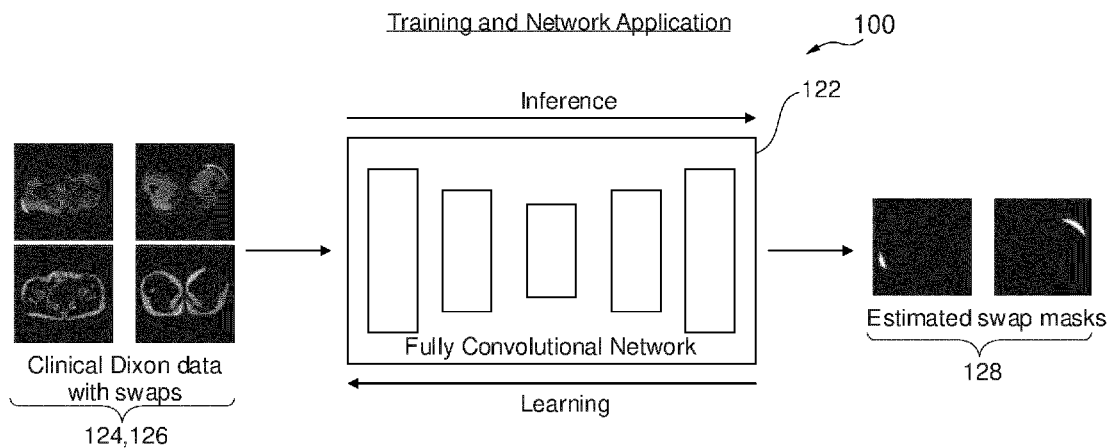 Training and Network Application
100
122
Inference
Fully Convolutional Network
Learning
Clinical Dixon data
with swaps
124,126
Estimated swap masks
128